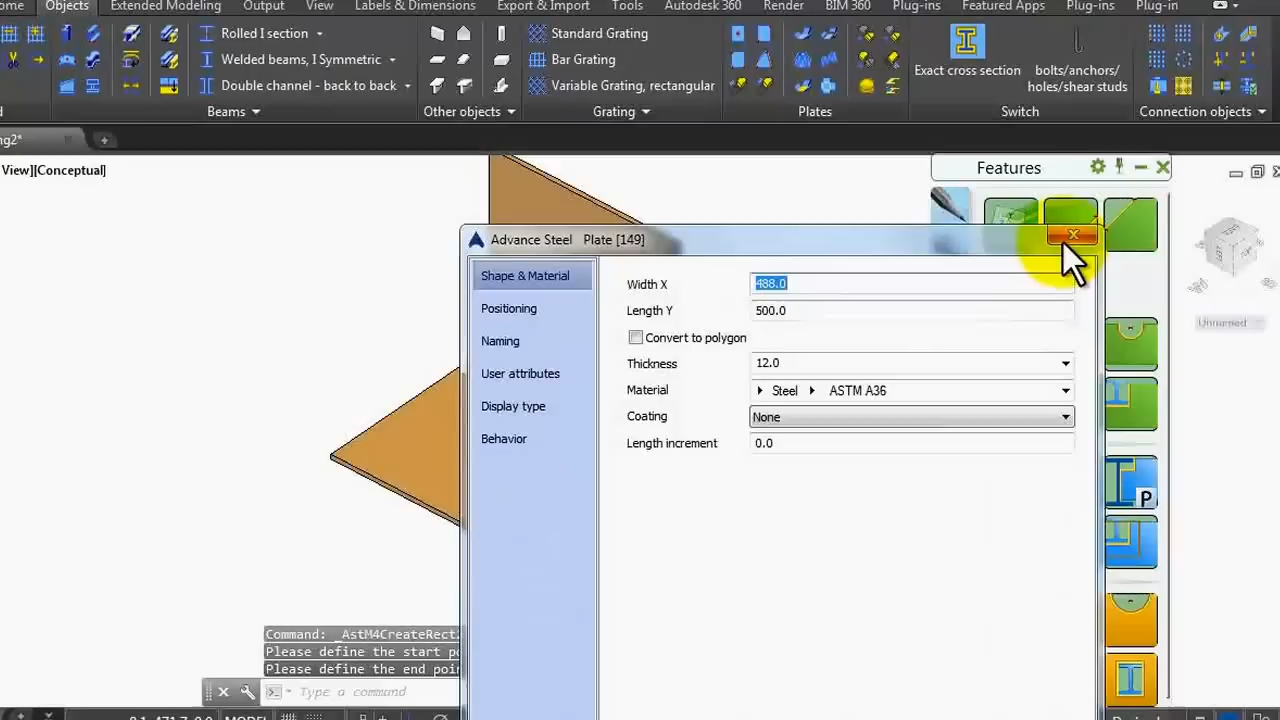 ome Objects Extended Modeling Output View Labels & Dimensions Export & Import Tools Autodesk 360 Render BIM 360 Plug-ins Featured Apps Plug-ins Plug-in
Rolled I section
Welded beams, I Symmetric
Double channel - back to back
Standard Grating
Bar Grating
Variable Grating, rectangular
Exact cross section
bolts/anchors/
holes/shear studs
Beams Other objects Grating Plates Switch Connection objects
ng2*
View][Conceptual]
Features
Advance Steel Plate [149]
Shape & Material
Positioning
Naming
User attributes
Display type
Behavior
Width X 488.0
Length Y 500.0
Convert to polygon
Thickness 12.0
Material Steel ASTM A36
Coating None
Length increment 0.0
P
Unnamed
Command: _AstM4CreateRect
Please define the start po
Please define the end poin
Type a command
MODEL